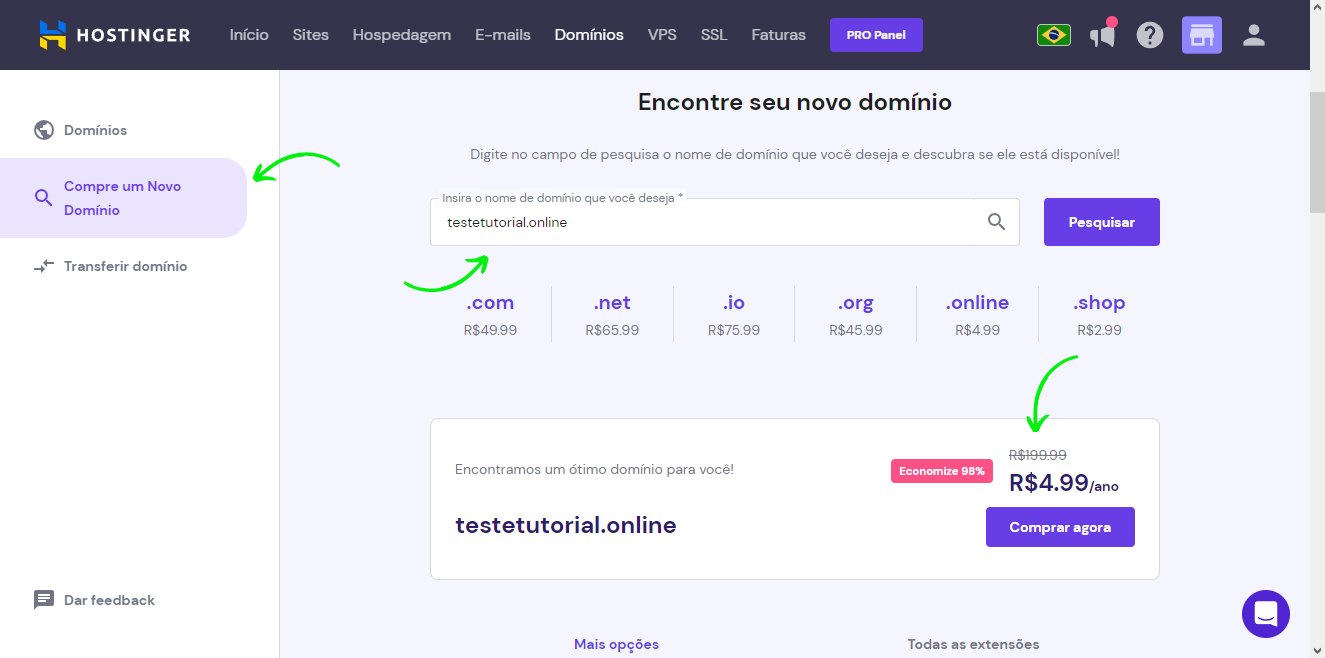 HOSTINGER Início Sites Hospedagem E-mails Domínios VPS SSL Faturas PRO Panel
Domínios
Compre um Novo
Domínio
Transferir domínio
Dar feedback
Encontre seu novo domínio
Digite no campo de pesquisa o nome de domínio que você deseja e descubra se ele está disponível!
Insira o nome de domínio que você deseja *
testetutorial.online
Pesquisar
.com .net .io .org .online .shop
R$49.99 R$65.99 R$75.99 R$45.99 R$4.99 R$2.99
Encontramos um ótimo domínio para você!
Economize 98%
R$199.99
R$4.99/ano
testetutorial.online
Comprar agora
Mais opções Todas as extensões